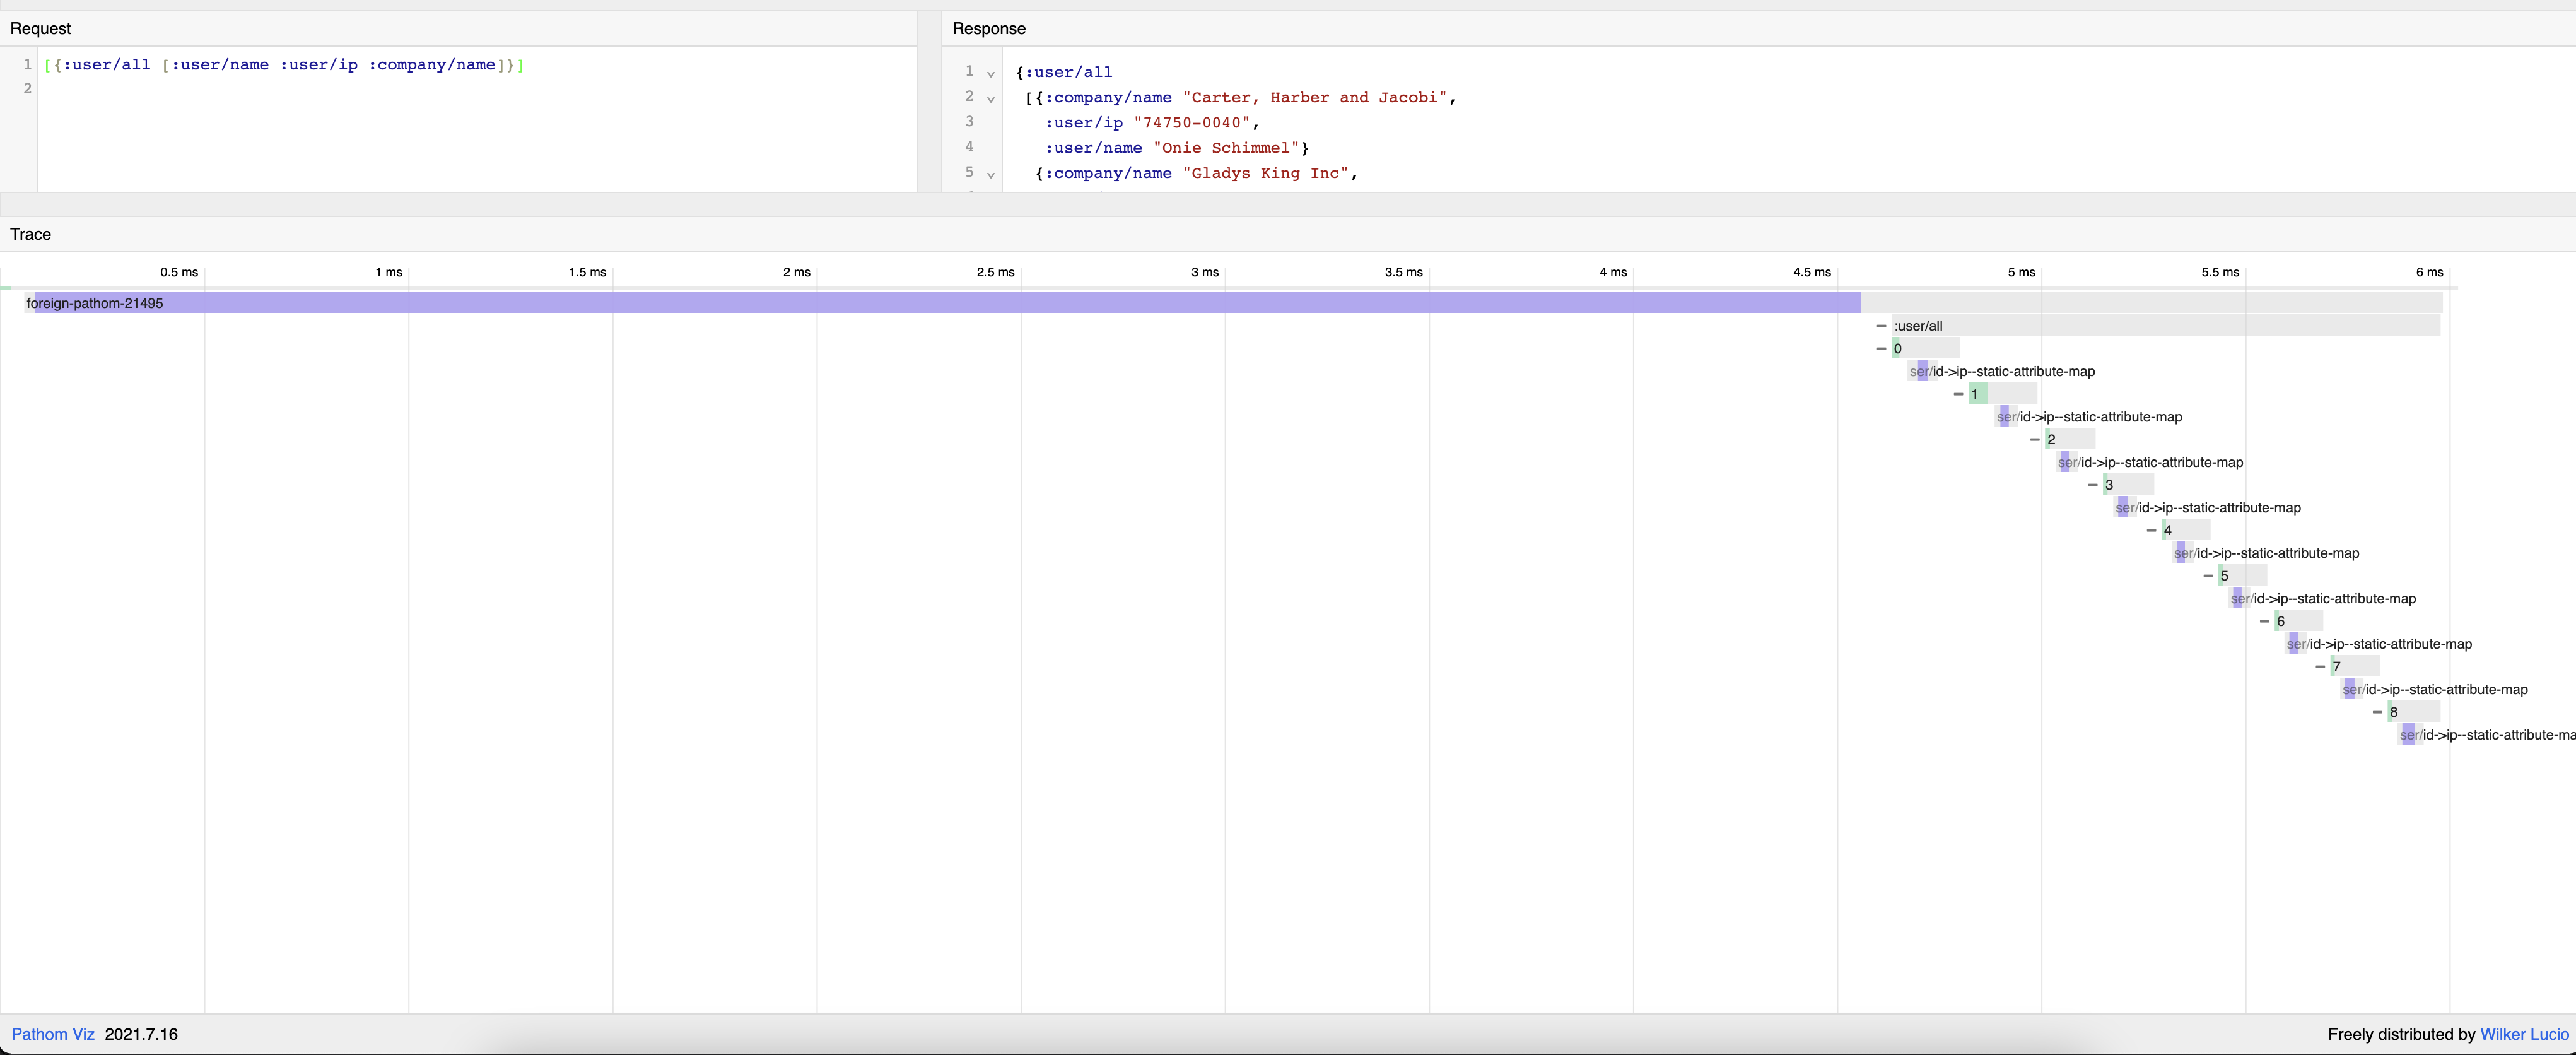 Request
1 [{:user/all [:user/name :user/ip :company/name]}]
2
Response
1 {:user/all
2 [{:company/name "Carter, Harber and Jacobi",
3 :user/ip "74750-0040",
4 :user/name "Onie Schimmel"}
5 {:company/name "Gladys King Inc",
Trace
0.5 ms 1 ms 1.5 ms 2 ms 2.5 ms 3 ms 3.5 ms 4 ms 4.5 ms 5 ms 5.5 ms 6 ms
foreign-pathom-21495
:user/all
0
ser/id->ip--static-attribute-map
1
ser/id->ip--static-attribute-map
2
ser/id->ip--static-attribute-map
3
ser/id->ip--static-attribute-map
4
ser/id->ip--static-attribute-map
5
ser/id->ip--static-attribute-map
6
ser/id->ip--static-attribute-map
7
ser/id->ip--static-attribute-map
8
ser/id->ip--static-attribute-ma
Pathom Viz 2021.7.16
Freely distributed by Wilker Lucio